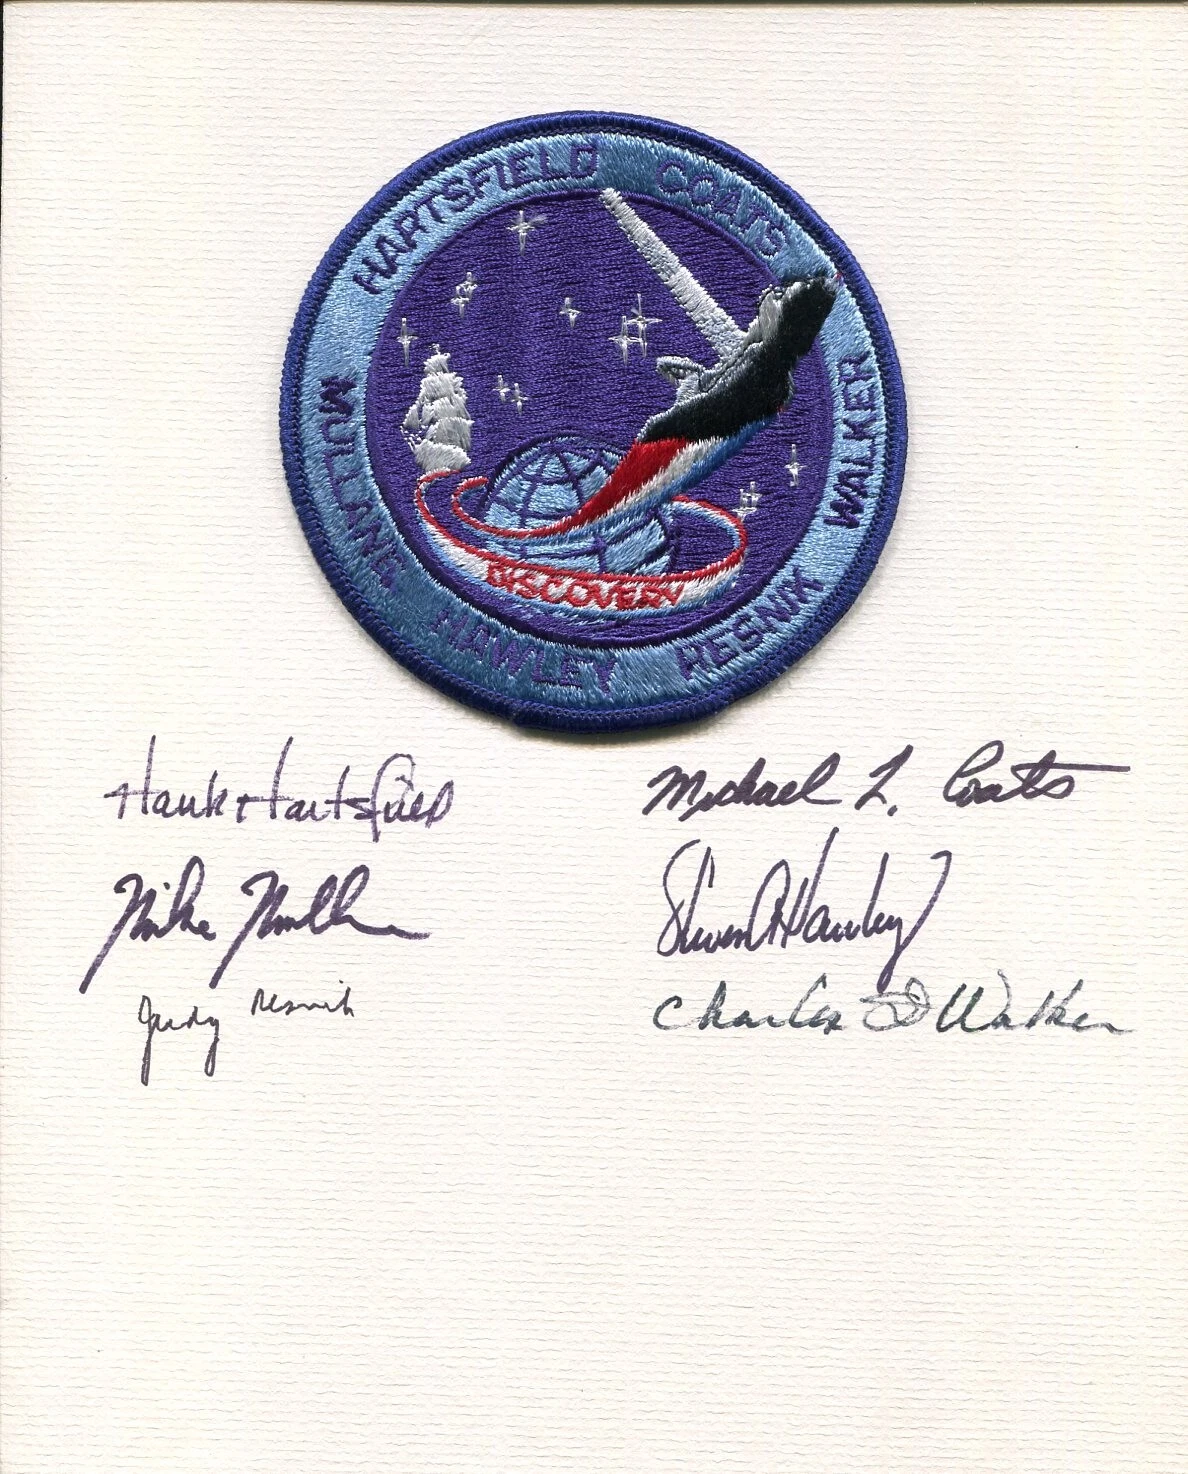 HARTSFIELD COATS
WALKER
RESNIK
HAWLEY
MULLANE
DISCOVERY
Hank Hartsfield
Michael L. Coats
Mike Mullane
Steven A Hawley
Judy Resnik
Charles D Walker